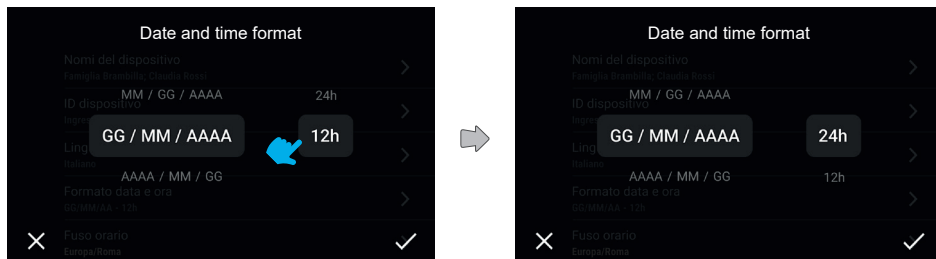 Date and time format
Nomi del dispositivo
Famiglia Brambilla; Claudia Rossi
MM / GG / AAAA
24h
ID dispositivo
GG / MM / AAAA
12h
Italiano
AAAA / MM / GG
Formato data e ora
GG/MM/AA - 12h
Fuso orario
Europa/Roma
Date and time format
Nomi del dispositivo
Famiglia Brambilla; Claudia Rossi
MM / GG / AAAA
ID dispositivo
GG / MM / AAAA
24h
Italiano
AAAA / MM / GG
12h
Formato data e ora
GG/MM/AA - 12h
Fuso orario
Europa/Roma